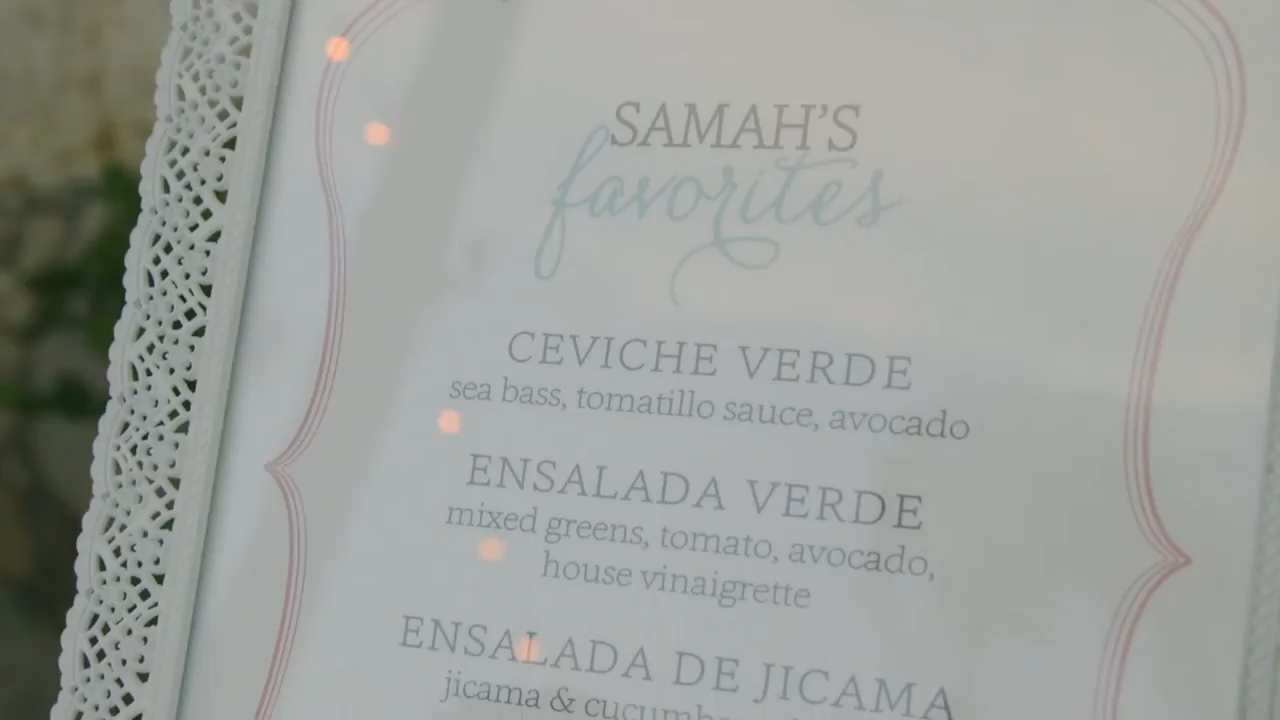 SAMAH'S
favorites
CEVICHE VERDE
sea bass, tomatillo sauce, avocado
ENSALADA VERDE
mixed greens, tomato, avocado,
house vinaigrette
ENSALADA DE JICAMA
jicama &